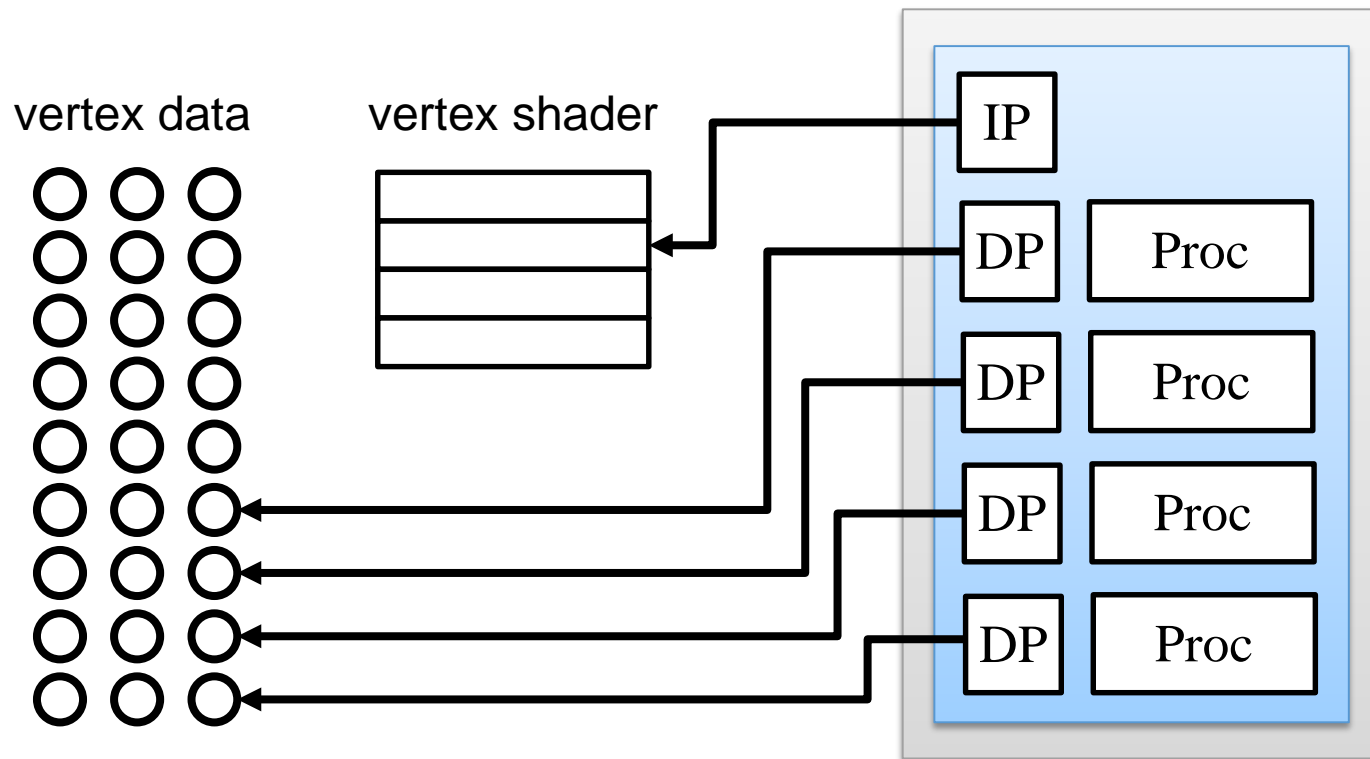 vertex data
vertex shader
IP
DP
Proc
DP
Proc
DP
Proc
DP
Proc